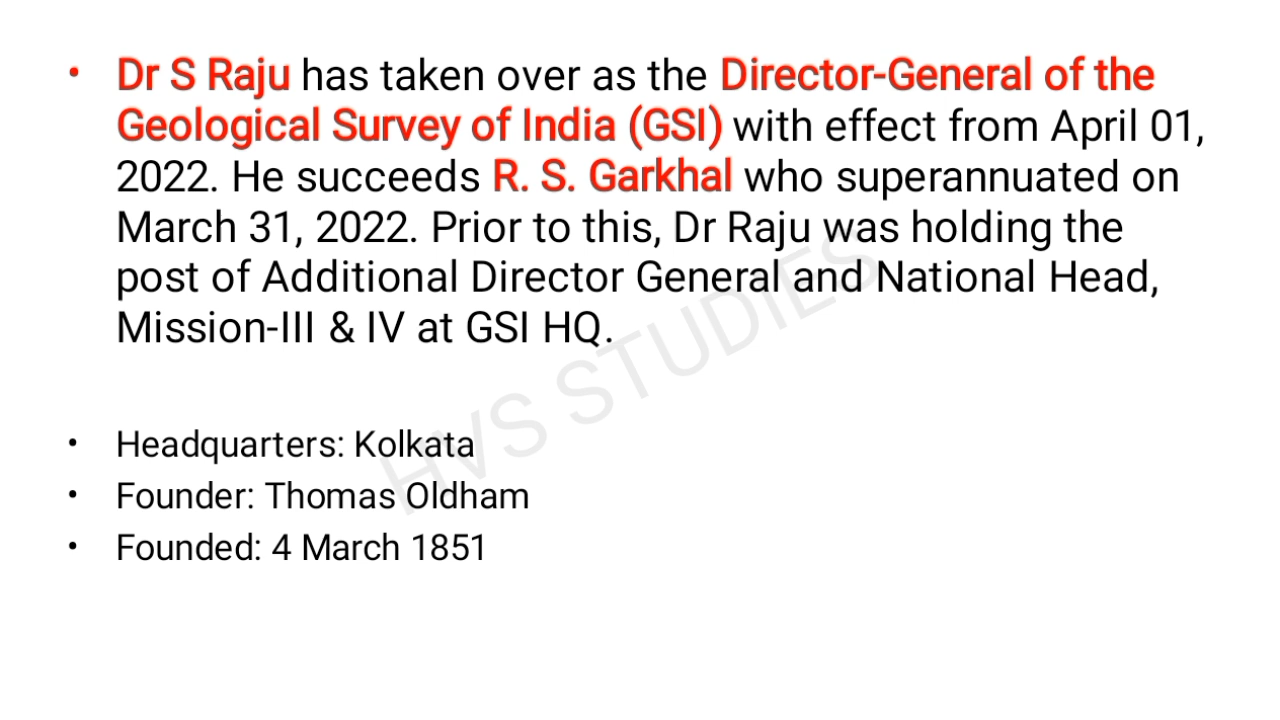 • Dr S Raju has taken over as the Director-General of the
Geological Survey of India (GSI) with effect from April 01,
2022. He succeeds R. S. Garkhal who superannuated on
March 31, 2022. Prior to this, Dr Raju was holding the
post of Additional Director General and National Head,
Mission-III & IV at GSI HQ.
HVS STUDIES
• Headquarters: Kolkata
• Founder: Thomas Oldham
• Founded: 4 March 1851